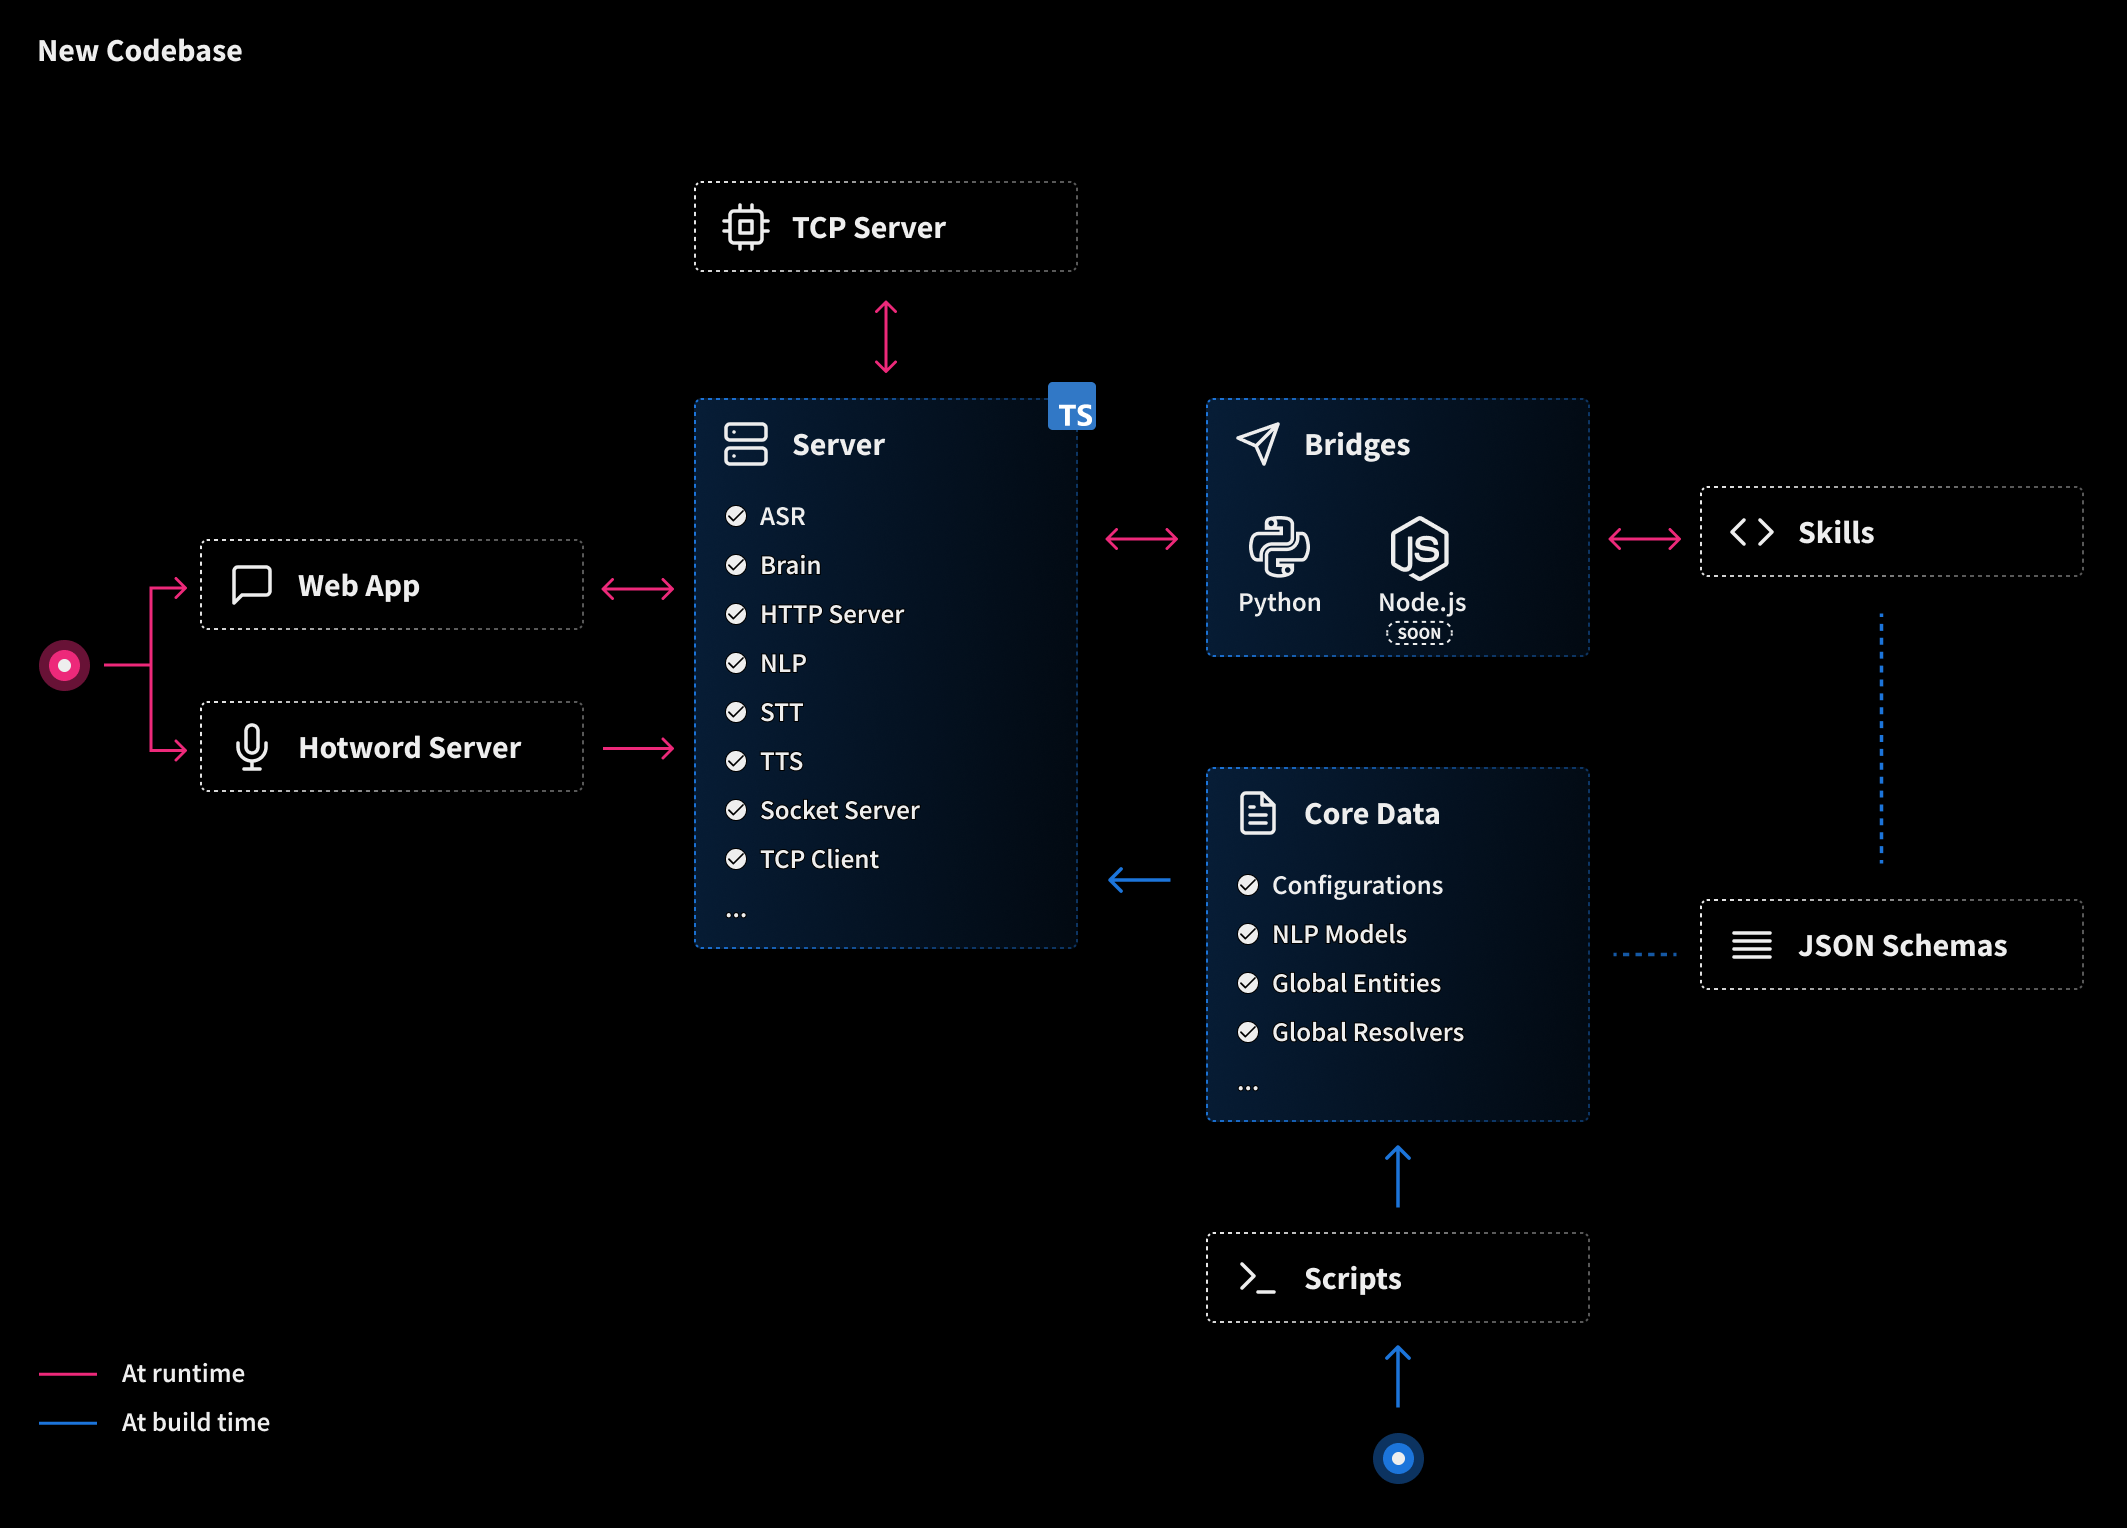 New Codebase
TCP Server
TS
Server
ASR
Brain
HTTP Server
NLP
STT
TTS
Socket Server
TCP Client
...
Bridges
Python
JS
Node.js
SOON
Skills
Web App
Hotword Server
Core Data
Configurations
NLP Models
Global Entities
Global Resolvers
...
JSON Schemas
Scripts
At runtime
At build time